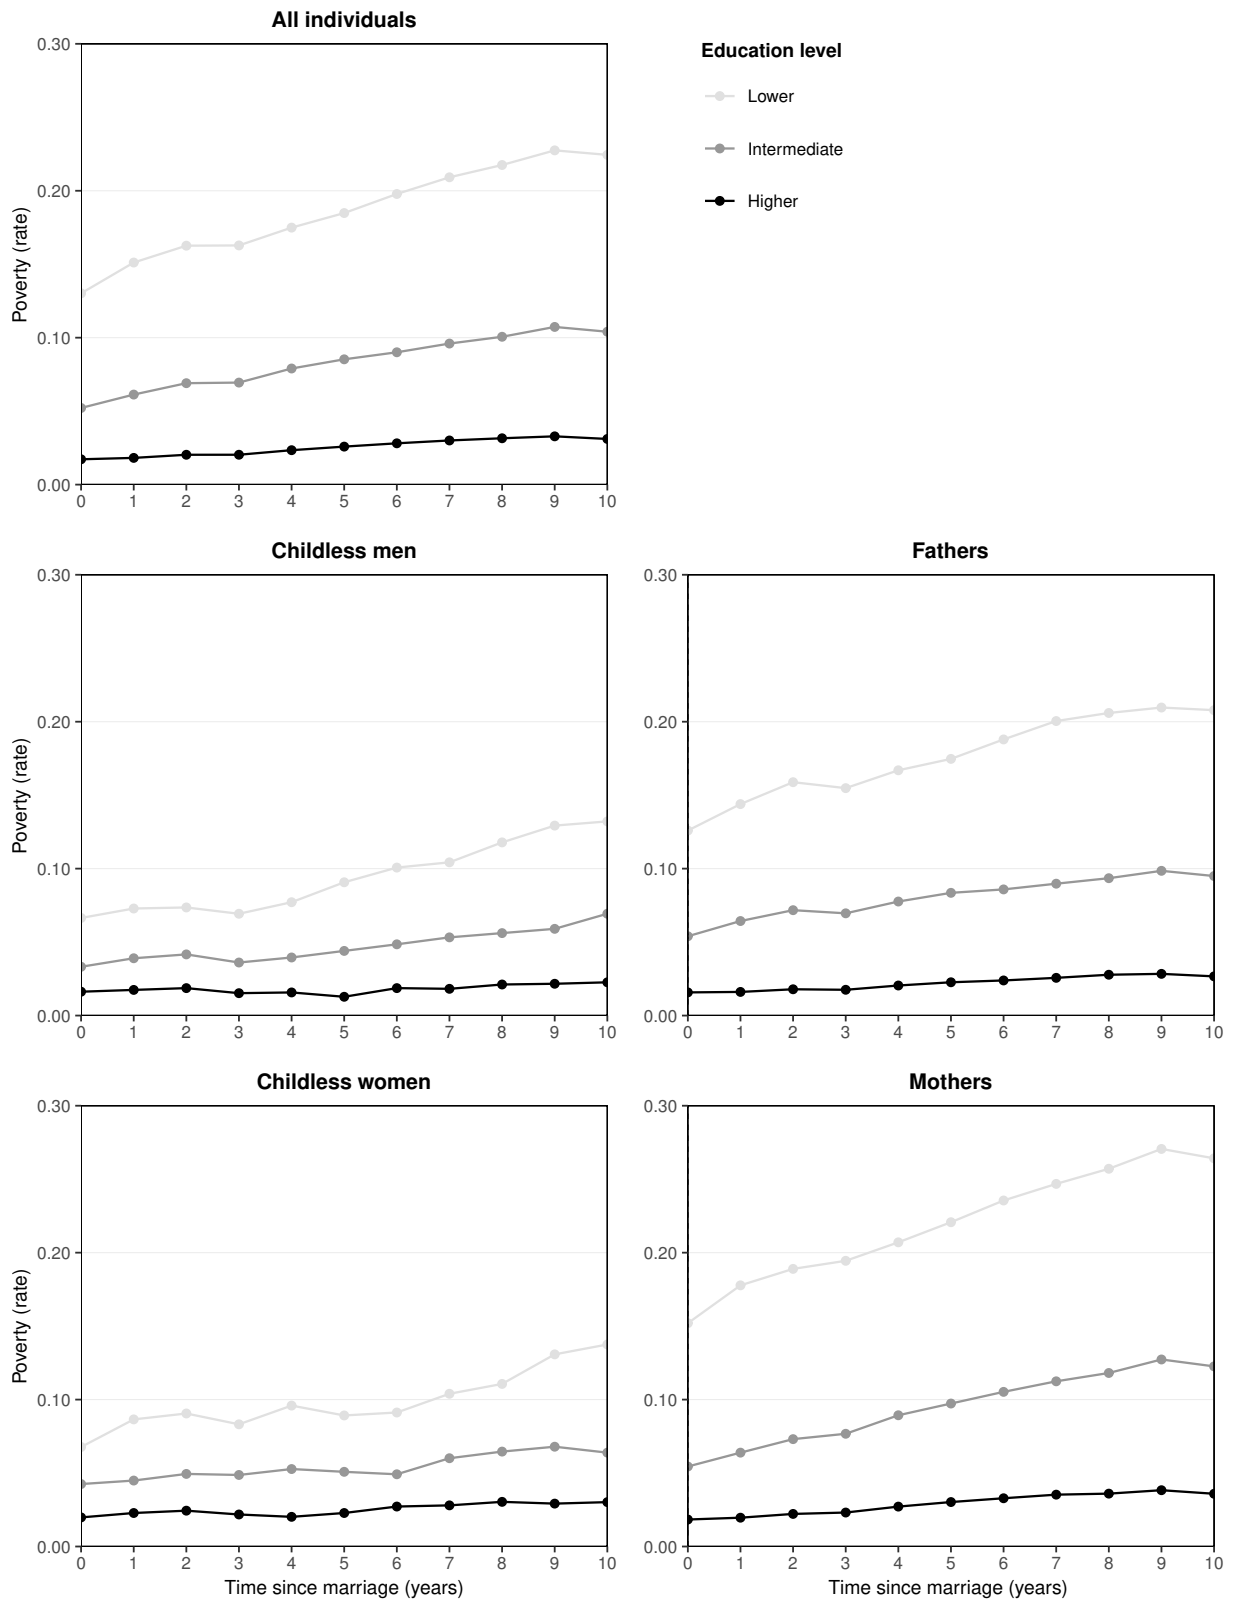 All individuals
Education level
Lower
Intermediate
Higher
Poverty (rate)
0.30
0.20
0.10
0.00
0 1 2 3 4 5 6 7 8 9 10
Childless men
Poverty (rate)
0.30
0.20
0.10
0.00
0 1 2 3 4 5 6 7 8 9 10
Fathers
0.30
0.20
0.10
0.00
0 1 2 3 4 5 6 7 8 9 10
Childless women
Poverty (rate)
0.30
0.20
0.10
0.00
0 1 2 3 4 5 6 7 8 9 10
Time since marriage (years)
Mothers
0.30
0.20
0.10
0.00
0 1 2 3 4 5 6 7 8 9 10
Time since marriage (years)